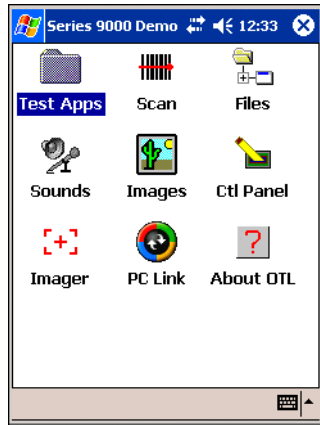 Series 9000 Demo 12:33
Test Apps Scan Files
Sounds Images Ctl Panel
Imager PC Link About OTL